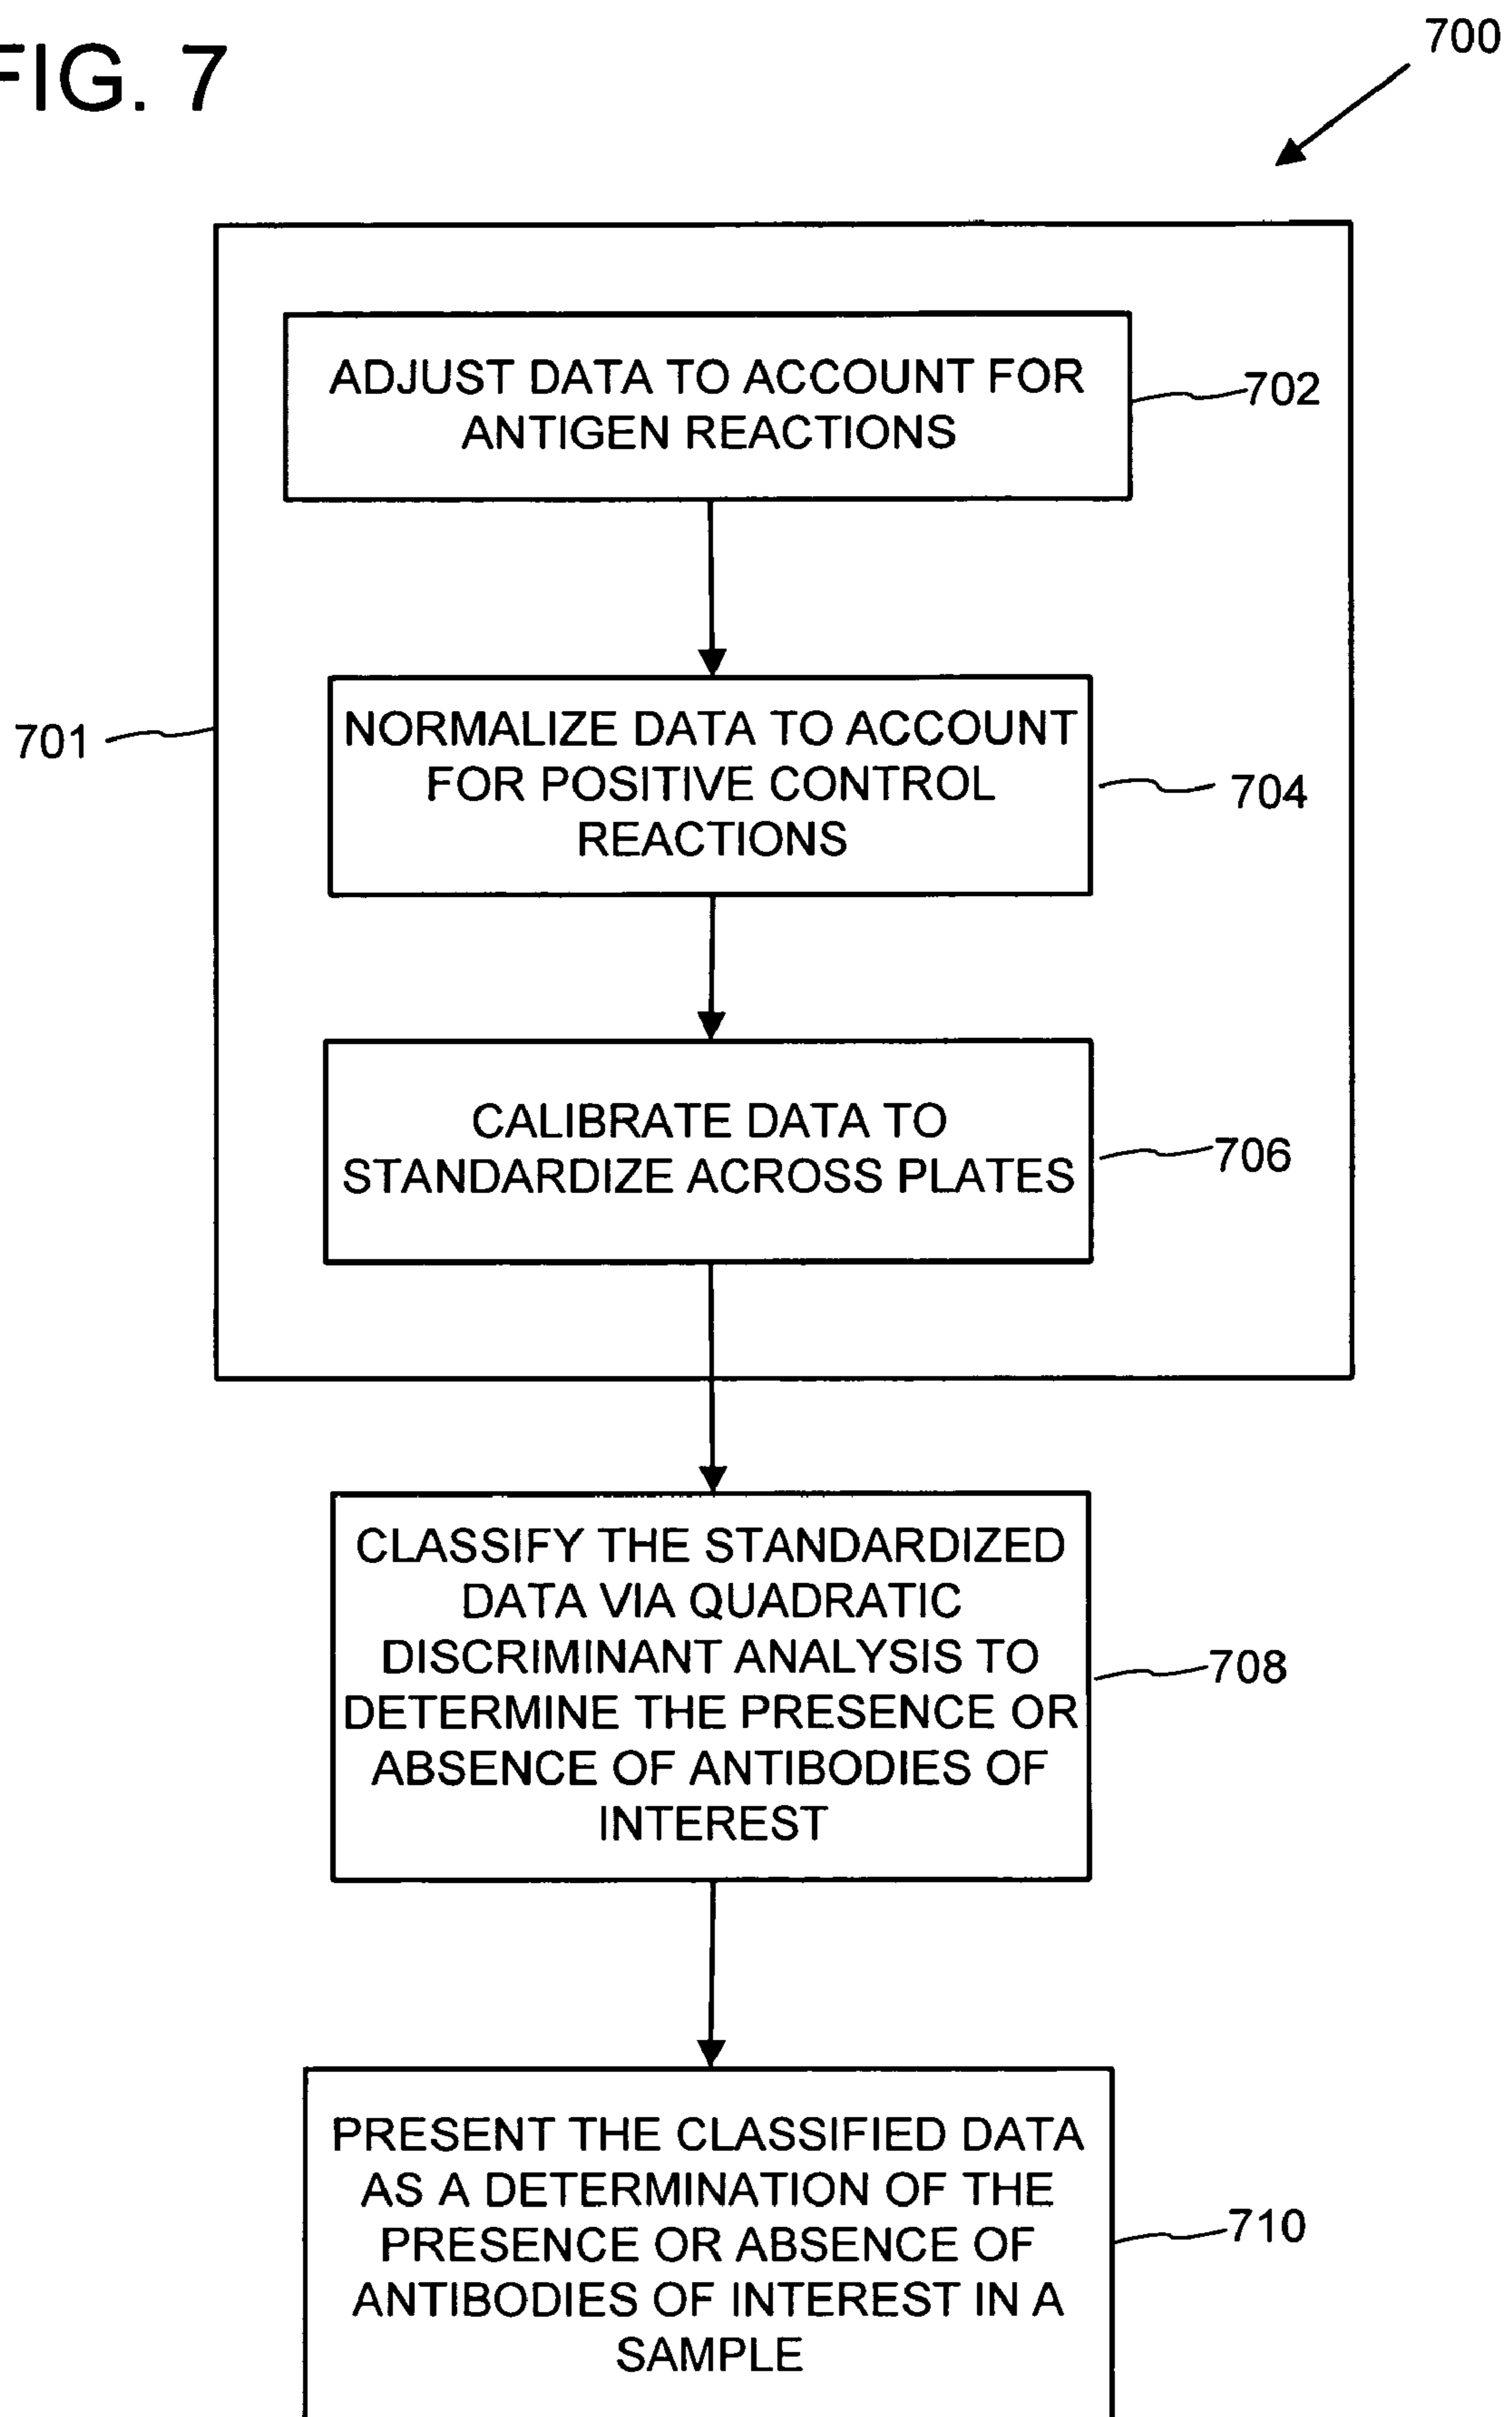 FIG. 7
700
ADJUST DATA TO ACCOUNT FOR
ANTIGEN REACTIONS
702
701
NORMALIZE DATA TO ACCOUNT
FOR POSITIVE CONTROL
REACTIONS
704
CALIBRATE DATA TO
STANDARDIZE ACROSS PLATES
706
CLASSIFY THE STANDARDIZED
DATA VIA QUADRATIC
DISCRIMINANT ANALYSIS TO
DETERMINE THE PRESENCE OR
ABSENCE OF ANTIBODIES OF
INTEREST
708
PRESENT THE CLASSIFIED DATA
AS A DETERMINATION OF THE
PRESENCE OR ABSENCE OF
ANTIBODIES OF INTEREST IN A
SAMPLE
710